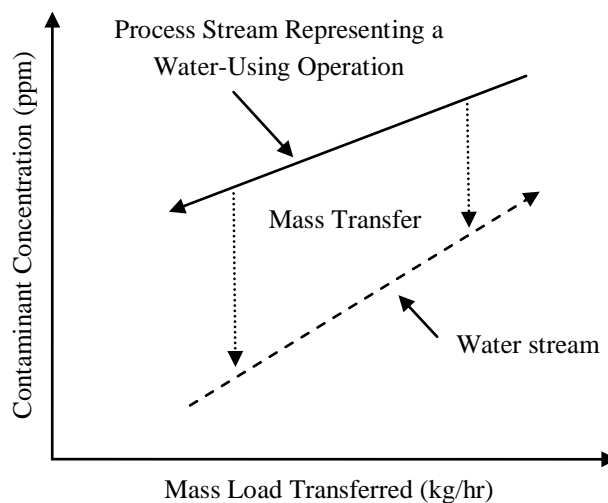 Process Stream Representing a
Water-Using Operation
Contaminant Concentration (ppm)
Mass Transfer
Water stream
Mass Load Transferred (kg/hr)